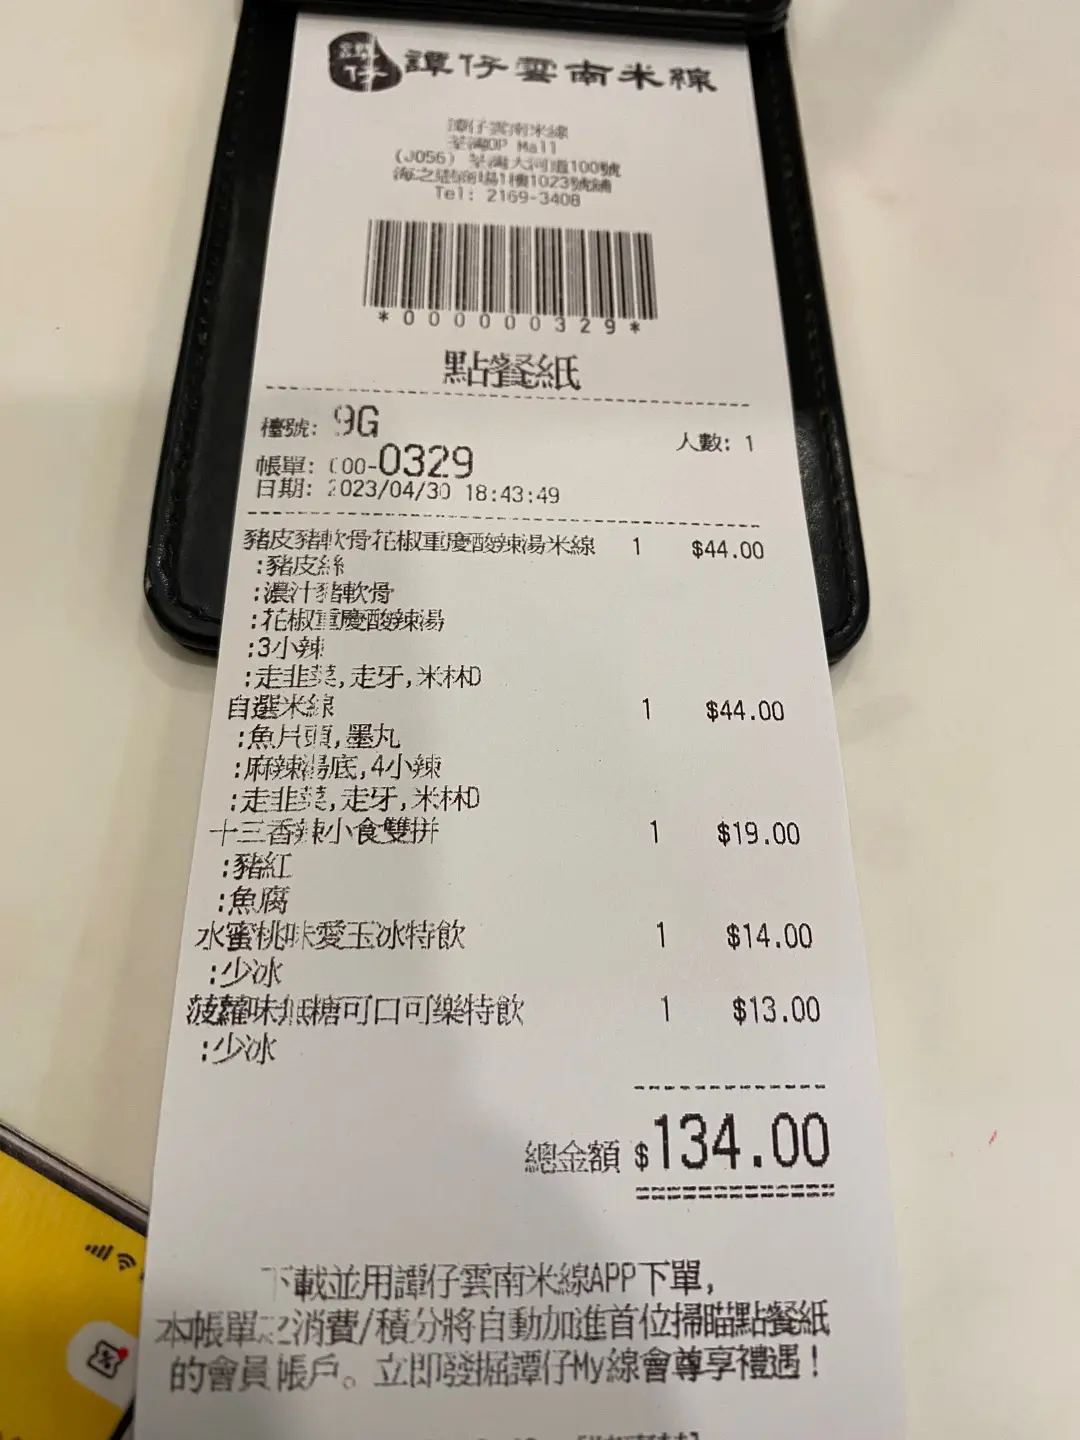 譚仔
譚仔雲南米線
譚仔雲南米線
荃灣OP Mall
(J056) 荃灣大河道100號
海之戀商場1樓1023號舖
Tel: 2169-3408
*000000329*
點餐紙
檯號: 9G
人數: 1
帳單: 000-0329
日期: 2023/04/30 18:43:49
豬皮豬軟骨花椒重慶酸辣湯米線 1 $44.00
:豬皮絲
:濃汁豬軟骨
:花椒重慶酸辣湯
:3小辣
:走韭菜,走牙,米林D
自選米線 1 $44.00
:魚片頭,墨丸
:麻辣湯底,4小辣
:走韭菜,走牙,米林D
十三香辣小食雙拼 1 $19.00
:豬紅
:魚腐
水蜜桃味愛玉冰特飲 1 $14.00
:少冰
菠蘿味無糖可口可樂特飲 1 $13.00
:少冰
總金額 $134.00
下載並用譚仔雲南米線APP下單,
本帳單之消費/積分將自動加進首位掃瞄點餐紙
的會員帳戶。立即發掘譚仔My線會尊享禮遇!